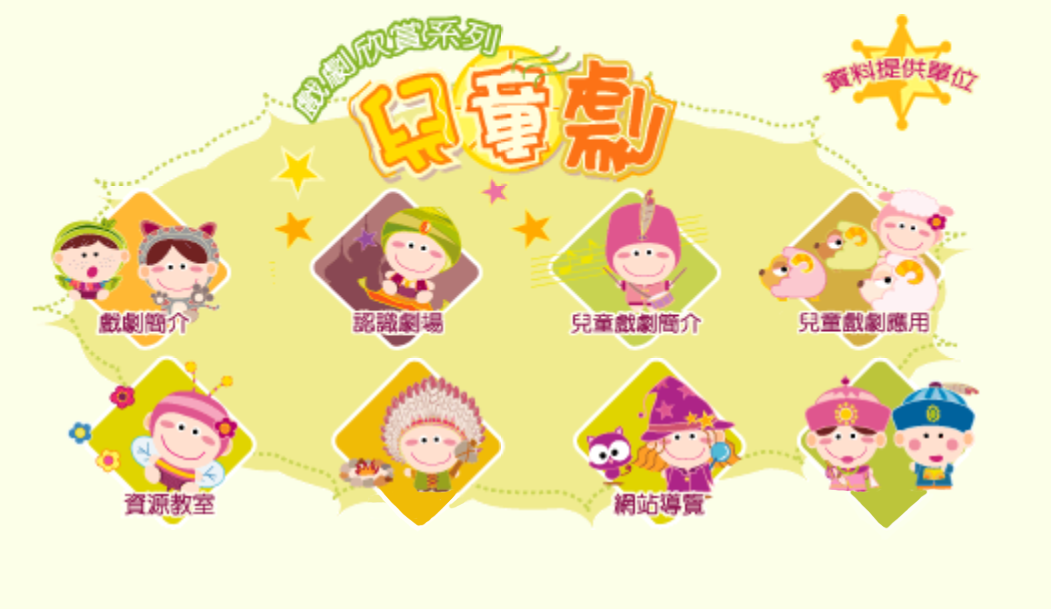 戲劇欣賞系列
兒童劇
資料提供單位
戲劇簡介
認識劇場
兒童戲劇簡介
兒童戲劇應用
資源教室
網站導覽